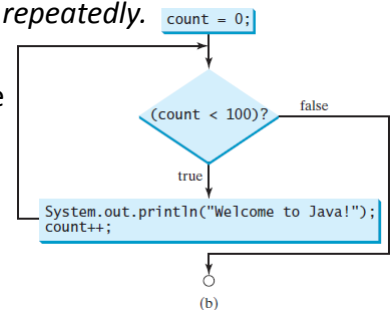 repeatedly.
count = 0;
e
(count < 100)?
false
true
System.out.println("Welcome to Java!");
count++;
(b)